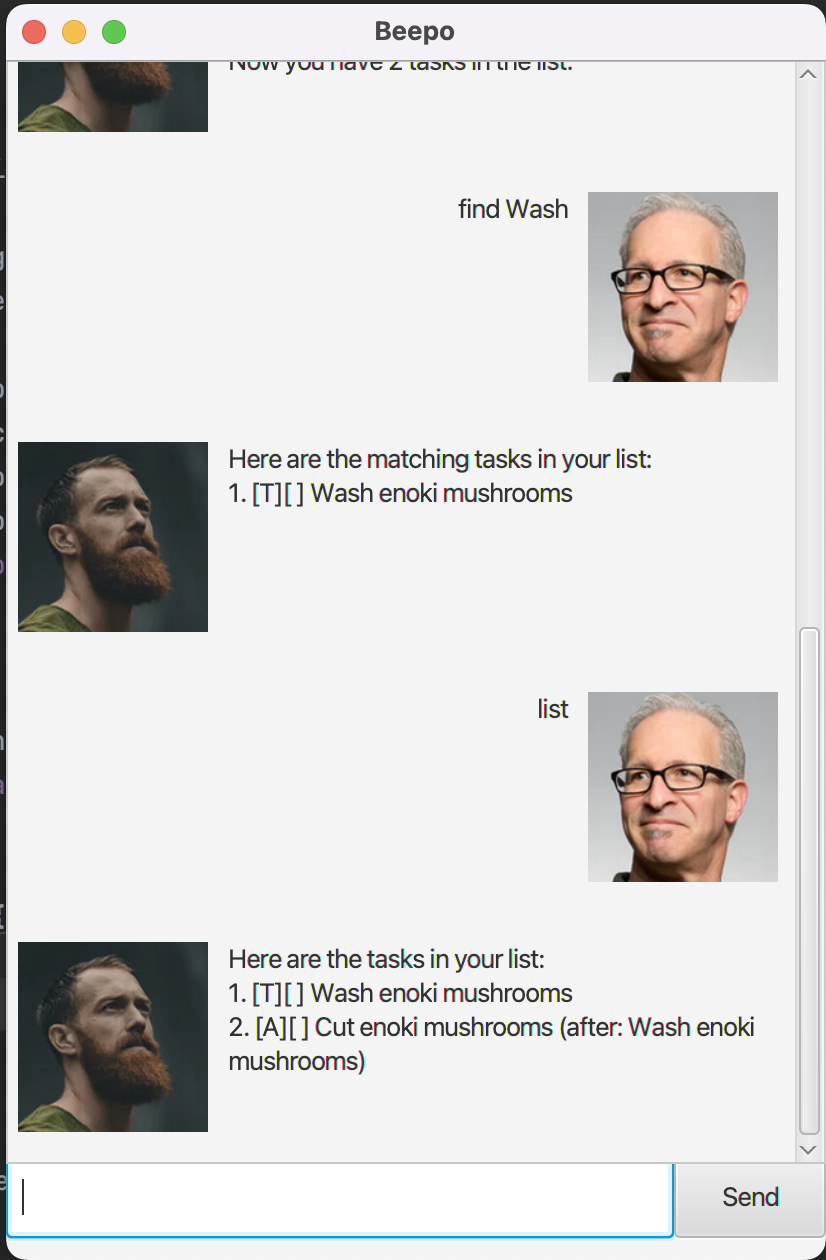 Beepo
Now you have 2 tasks in the list.
find Wash
Here are the matching tasks in your list:
1. [T][ ] Wash enoki mushrooms
list
Here are the tasks in your list:
1. [T][ ] Wash enoki mushrooms
2. [A][ ] Cut enoki mushrooms (after: Wash enoki
mushrooms)
Send